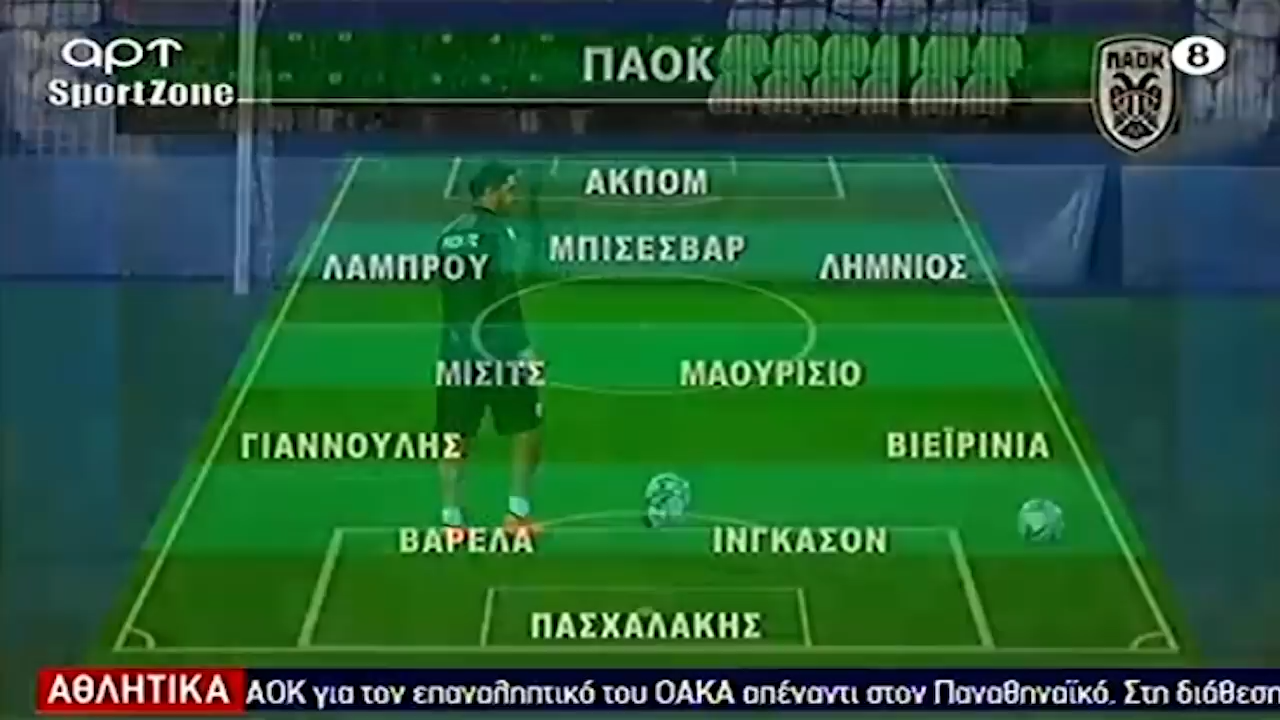 αρτ
SportZone
ΠΑΟΚ
ΠΑΟΚ
8
ΑΚΠΟΜ
ΛΑΜΠΡΟΥ ΜΠΙΣΕΣΒΑΡ ΛΗΜΝΙΟΣ
ΜΙΣΙΤΣ ΜΑΟΥΡΙΣΙΟ
ΓΙΑΝΝΟΥΛΗΣ ΒΙΕΪΡΙΝΙΑ
ΒΑΡΕΛΑ ΙΝΓΚΑΣΟΝ
ΠΑΣΧΑΛΑΚΗΣ
ΑΘΛΗΤΙΚΑ ΑΟΚ για τον επαναληπτικό του ΟΑΚΑ απέναντι στον Παναθηναϊκό. Στη διάθεση